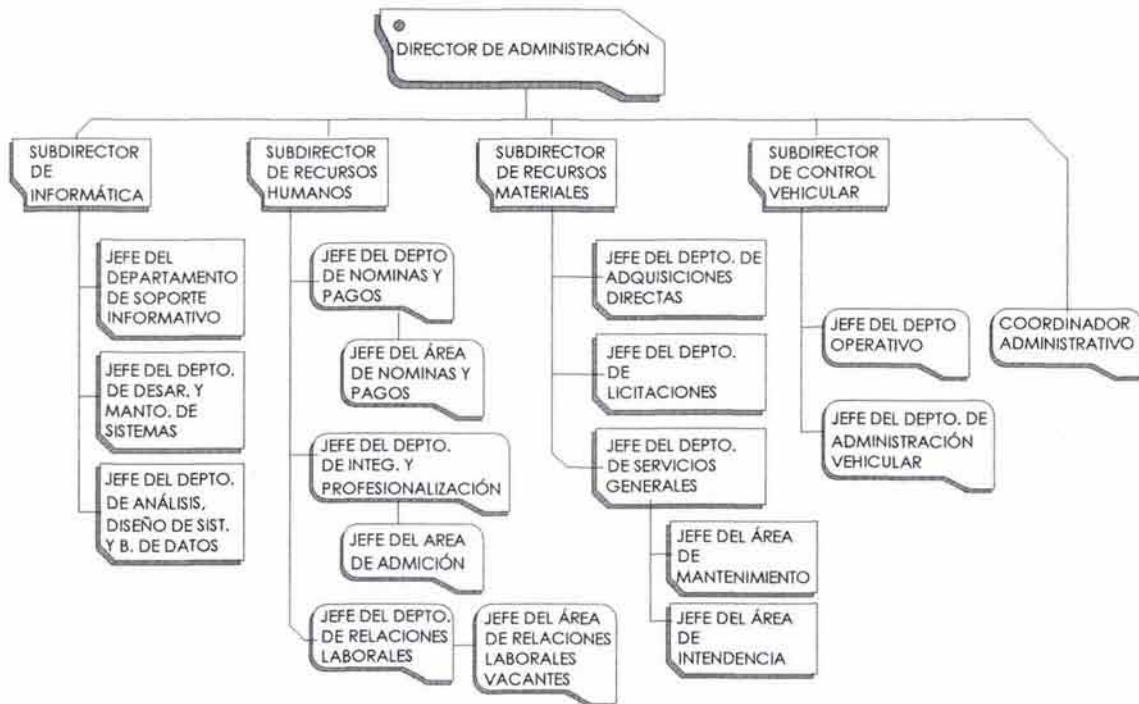 DIRECTOR DE ADMINISTRACIÓN
SUBDIRECTOR
DE
INFORMÁTICA
SUBDIRECTOR
DE RECURSOS
HUMANOS
SUBDIRECTOR
DE RECURSOS
MATERIALES
SUBDIRECTOR
DE CONTROL
VEHICULAR
JEFE DEL
DEPARTAMENTO
DE SOPORTE
INFORMATIVO
JEFE DEL DEPTO.
DE DESAR. Y
MANTO. DE
SISTEMAS
JEFE DEL DEPTO.
DE ANÁLISIS,
DISEÑO DE SIST.
Y B. DE DATOS
JEFE DEL DEPTO
DE NOMINAS Y
PAGOS
JEFE DEL ÁREA
DE NOMINAS Y
PAGOS
JEFE DEL DEPTO.
DE INTEG. Y
PROFESIONALIZACIÓN
JEFE DEL AREA
DE ADMICIÓN
JEFE DEL DEPTO.
DE RELACIONES
LABORALES
JEFE DEL ÁREA
DE RELACIONES
LABORALES
VACANTES
JEFE DEL DEPTO. DE
ADQUISICIONES
DIRECTAS
JEFE DEL DEPTO.
DE
LICITACIONES
JEFE DEL DEPTO.
DE SERVICIOS
GENERALES
JEFE DEL ÁREA
DE
MANTENIMIENTO
JEFE DEL ÁREA
DE
INTENDENCIA
JEFE DEL DEPTO
OPERATIVO
JEFE DEL DEPTO. DE
ADMINISTRACIÓN
VEHICULAR
COORDINADOR
ADMINISTRATIVO